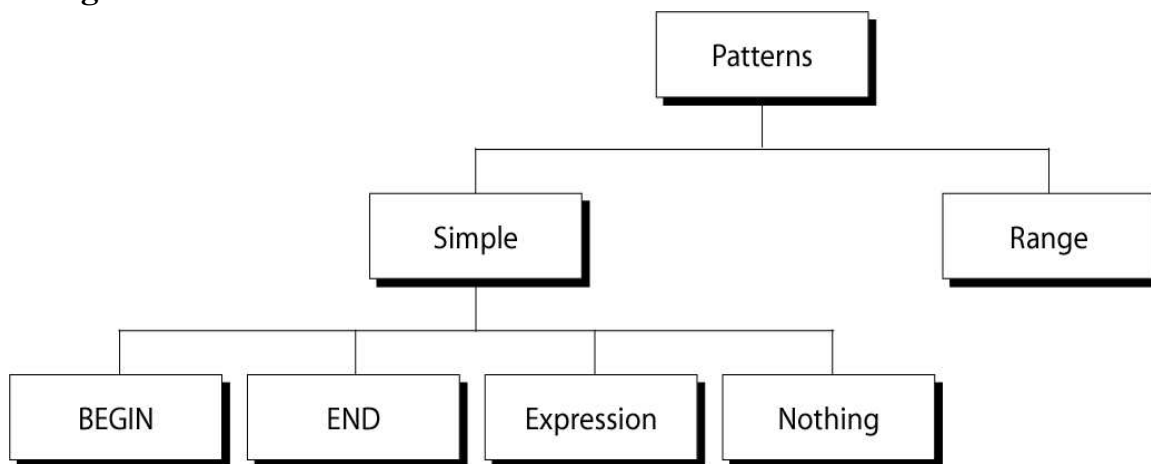 Patterns
Simple
Range
BEGIN
END
Expression
Nothing